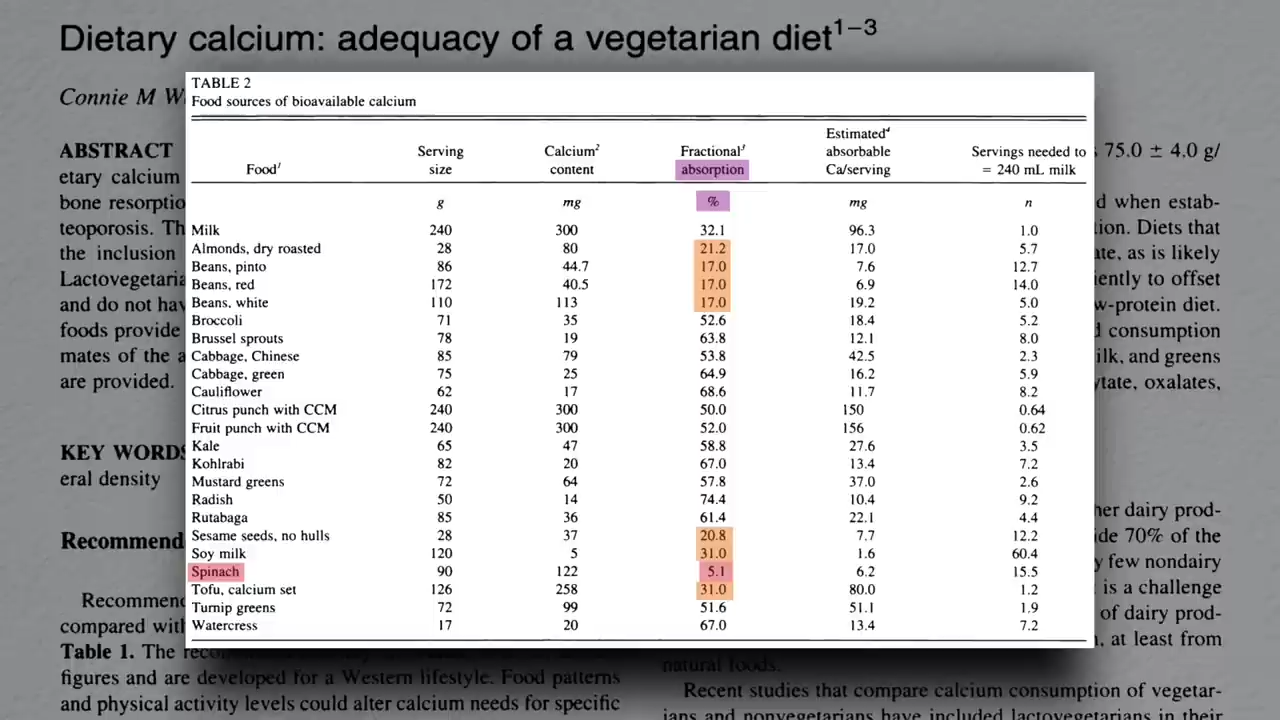 Dietary calcium: adequacy of a vegetarian diet1–3
Connie M W
ABSTRACT
etary calcium
bone resorptio
teoporosis. Th
the inclusion
Lactovegetaria
and do not hav
foods provide
mates of the a
are provided.
KEY WORDS
eral density
Recommend
Recommend
compared with
Table 1. The
figures and are developed for a Western lifestyle. Food patterns
and physical activity levels could alter calcium needs for specific
TABLE 2
Food sources of bioavailable calcium
Food1 Serving size Calcium2 content Fractional3 absorption Estimated4 absorbable Ca/serving Servings needed to = 240 mL milk
g mg % mg n
Milk 240 300 32.1 96.3 1.0
Almonds, dry roasted 28 80 21.2 17.0 5.7
Beans, pinto 86 44.7 17.0 7.6 12.7
Beans, red 172 40.5 17.0 6.9 14.0
Beans, white 110 113 17.0 19.2 5.0
Broccoli 71 35 52.6 18.4 5.2
Brussel sprouts 78 19 63.8 12.1 8.0
Cabbage, Chinese 85 79 53.8 42.5 2.3
Cabbage, green 75 25 64.9 16.2 5.9
Cauliflower 62 17 68.6 11.7 8.2
Citrus punch with CCM 240 300 50.0 150 0.64
Fruit punch with CCM 240 300 52.0 156 0.62
Kale 65 47 58.8 27.6 3.5
Kohlrabi 82 20 67.0 13.4 7.2
Mustard greens 72 64 57.8 37.0 2.6
Radish 50 14 74.4 10.4 9.2
Rutabaga 85 36 61.4 22.1 4.4
Sesame seeds, no hulls 28 37 20.8 7.7 12.2
Soy milk 120 5 31.0 1.6 60.4
Spinach 90 122 5.1 6.2 15.5
Tofu, calcium set 126 258 31.0 80.0 1.2
Turnip greens 72 99 51.6 51.1 1.9
Watercress 17 20 67.0 13.4 7.2
75.0 ± 4.0 g/
d when estab-
ion. Diets that
ate, as is likely
iently to offset
w-protein diet.
d consumption
ilk, and greens
ytate, oxalates,
her dairy prod-
ide 70% of the
y few nondairy
is a challenge
of dairy prod-
, at least from
natural foods.
Recent studies that compare calcium consumption of vegetar-
ians and nonvegetarians have included lactovegetarians in their